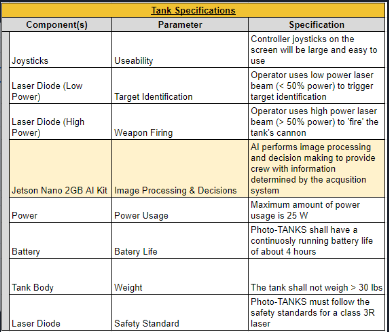 Tank Specifications
Component(s) Parameter Specification
Controller joysticks on the
screen will be large and easy to
Joysticks Useability use
Operator uses low power laser
Laser Diode (Low beam (< 50% power) to trigger
Power) Target Identification target identification
Operator uses high power laser
Laser Diode (High beam (> 50% power) to 'fire' the
Power) Weapon Firing tank's cannon
AI performs image processing
and decision making to provide
crew with information
determined by the acqusition
Jetson Nano 2GB AI Kit Image Processing & Decisions system
Maximum amount of power
Power Power Usage usage is 25 W
Photo-TANKS shall have a
continously running battery life
Battery Batery Life of about 4 hours
Tank Body Weight The tank shall not weigh > 30 lbs
Photo-TANKS must follow the
safety standards for a class 3R
Laser Diode Safety Standard laser